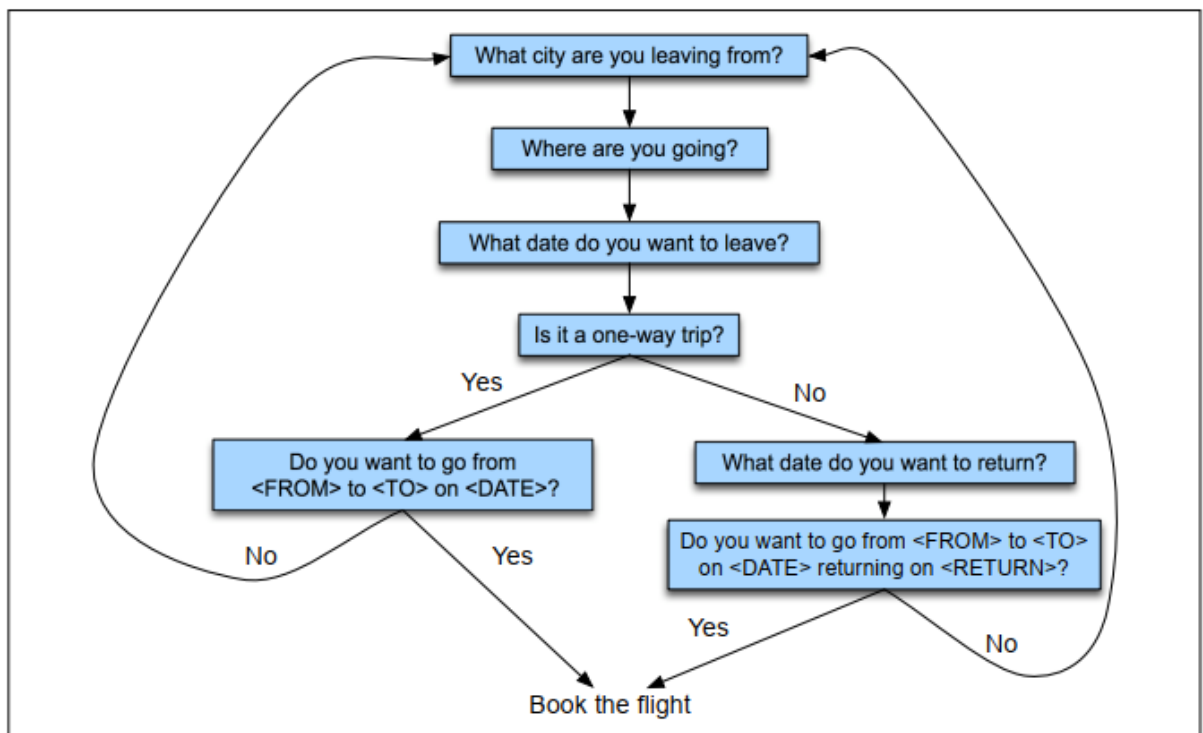 What city are you leaving from?
Where are you going?
What date do you want to leave?
Is it a one-way trip?
Yes
No
Do you want to go from
<FROM> to <TO> on <DATE>?
What date do you want to return?
No
Yes
Do you want to go from <FROM> to <TO>
on <DATE> returning on <RETURN>?
Yes
No
Book the flight